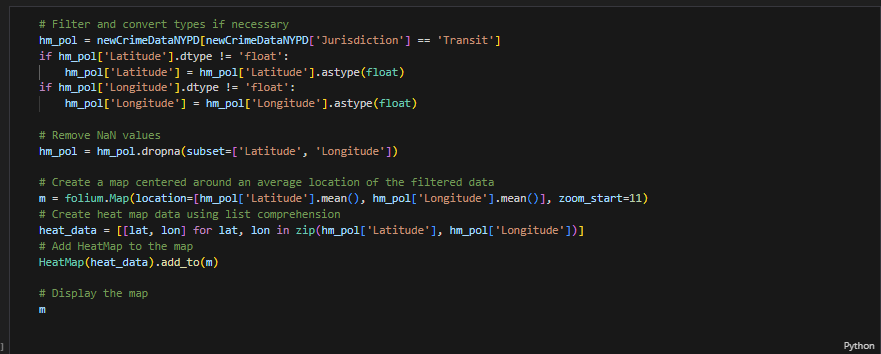 # Filter and convert types if necessary
hm_pol = newCrimeDataNYPD[newCrimeDataNYPD['Jurisdiction'] == 'Transit']
if hm_pol['Latitude'].dtype != 'float':
    hm_pol['Latitude'] = hm_pol['Latitude'].astype(float)
if hm_pol['Longitude'].dtype != 'float':
    hm_pol['Longitude'] = hm_pol['Longitude'].astype(float)

# Remove NaN values
hm_pol = hm_pol.dropna(subset=['Latitude', 'Longitude'])

# Create a map centered around an average location of the filtered data
m = folium.Map(location=[hm_pol['Latitude'].mean(), hm_pol['Longitude'].mean()], zoom_start=11)
# Create heat map data using list comprehension
heat_data = [[lat, lon] for lat, lon in zip(hm_pol['Latitude'], hm_pol['Longitude'])]
# Add HeatMap to the map
HeatMap(heat_data).add_to(m)

# Display the map
m
]
Python